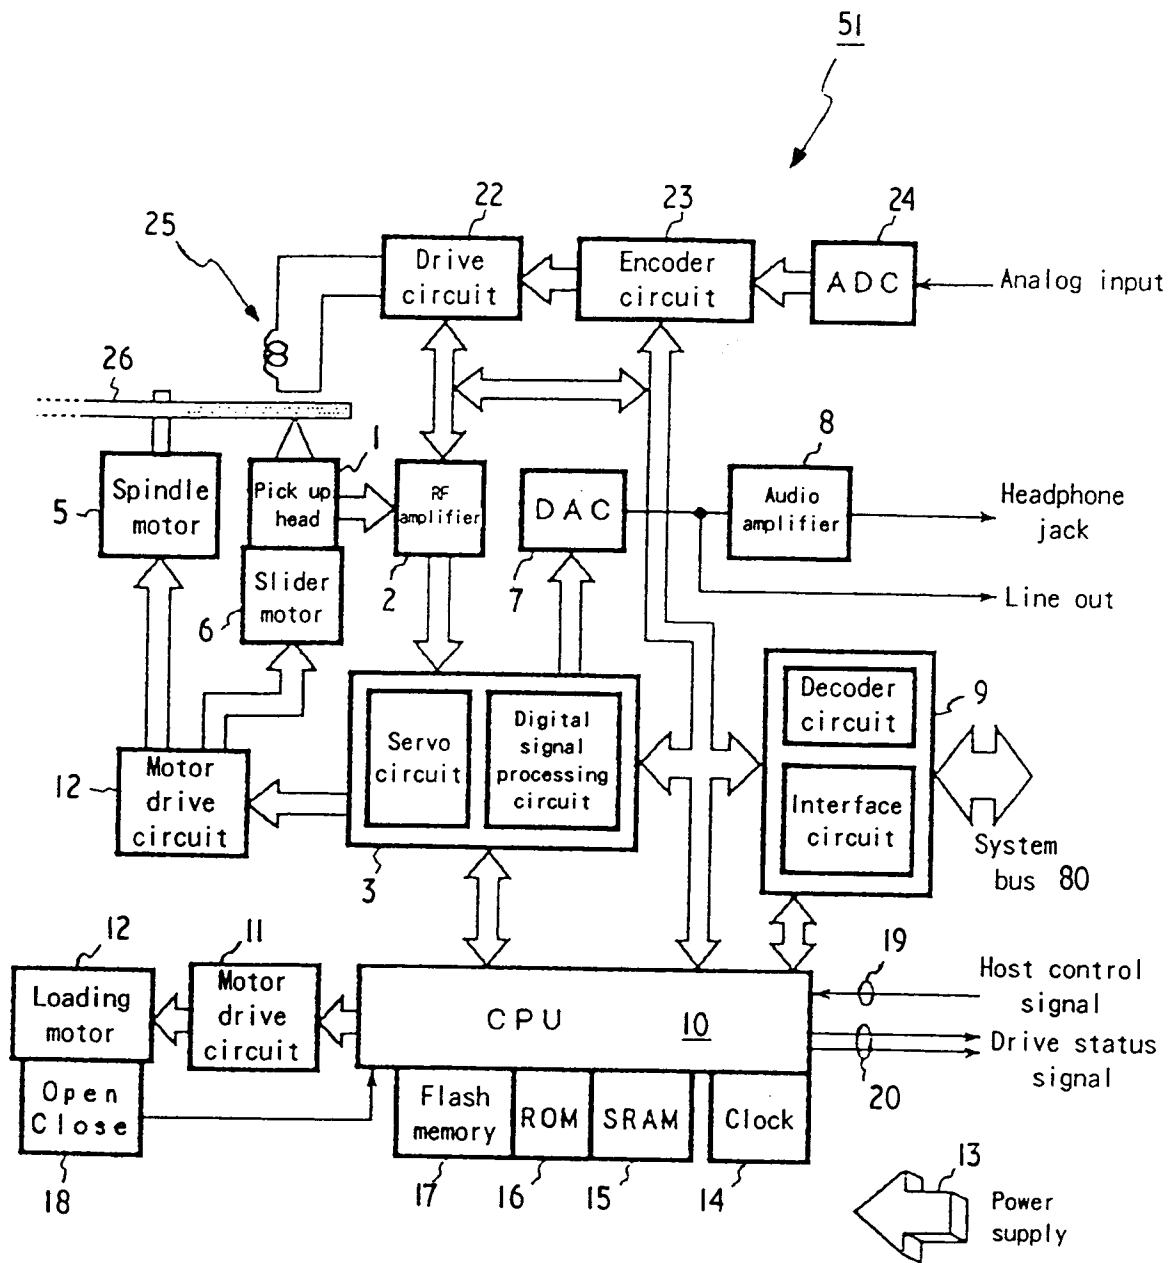 51
22
23
24
25
Drive
circuit
Encoder
circuit
ADC
Analog input
26
1
8
5
Spindle
motor
Pick up
head
RF
amplifier
DAC
Audio
amplifier
Headphone
jack
2
7
Line out
6
Slider
motor
Servo
circuit
Digital
signal
processing
circuit
Decoder
circuit
9
12
Motor
drive
circuit
Interface
circuit
3
System
bus 80
12
11
19
Loading
motor
Motor
drive
circuit
CPU
10
Host control
signal
Drive status
signal
20
Open
Close
Flash
memory
ROM
SRAM
Clock
18
17
16
15
14
13
Power
supply